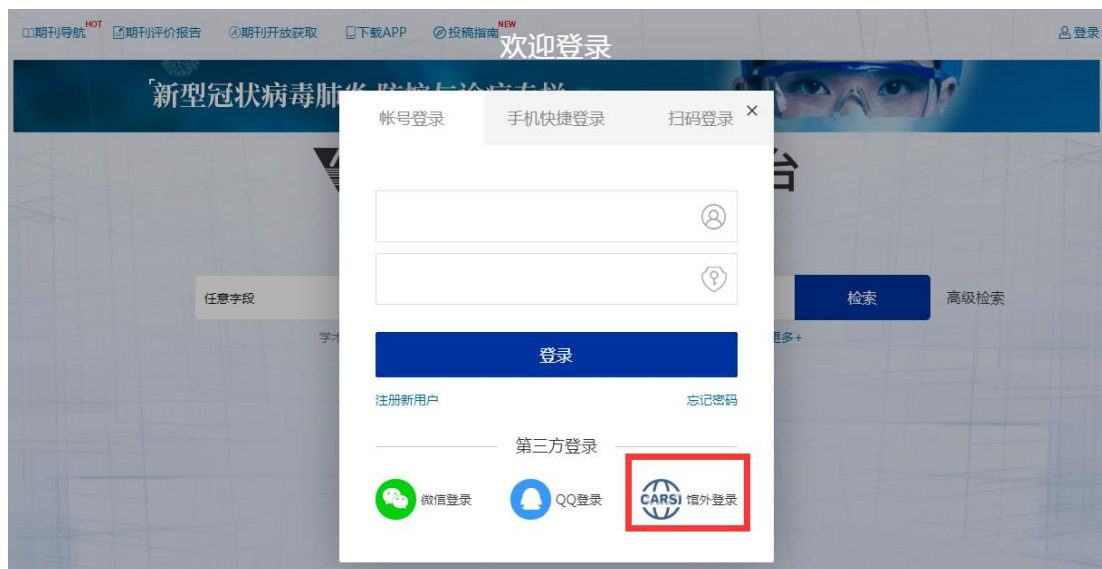 期刊导航HOT 期刊评价报告 期刊开放获取 下载APP 投稿指南NEW
登录
欢迎登录
新型冠状病毒肺
帐号登录 手机快捷登录 扫码登录 ×
台
任意字段
检索 高级检索
学术
更多+
登录
注册新用户 忘记密码
第三方登录
微信登录 QQ登录 CARSI 馆外登录